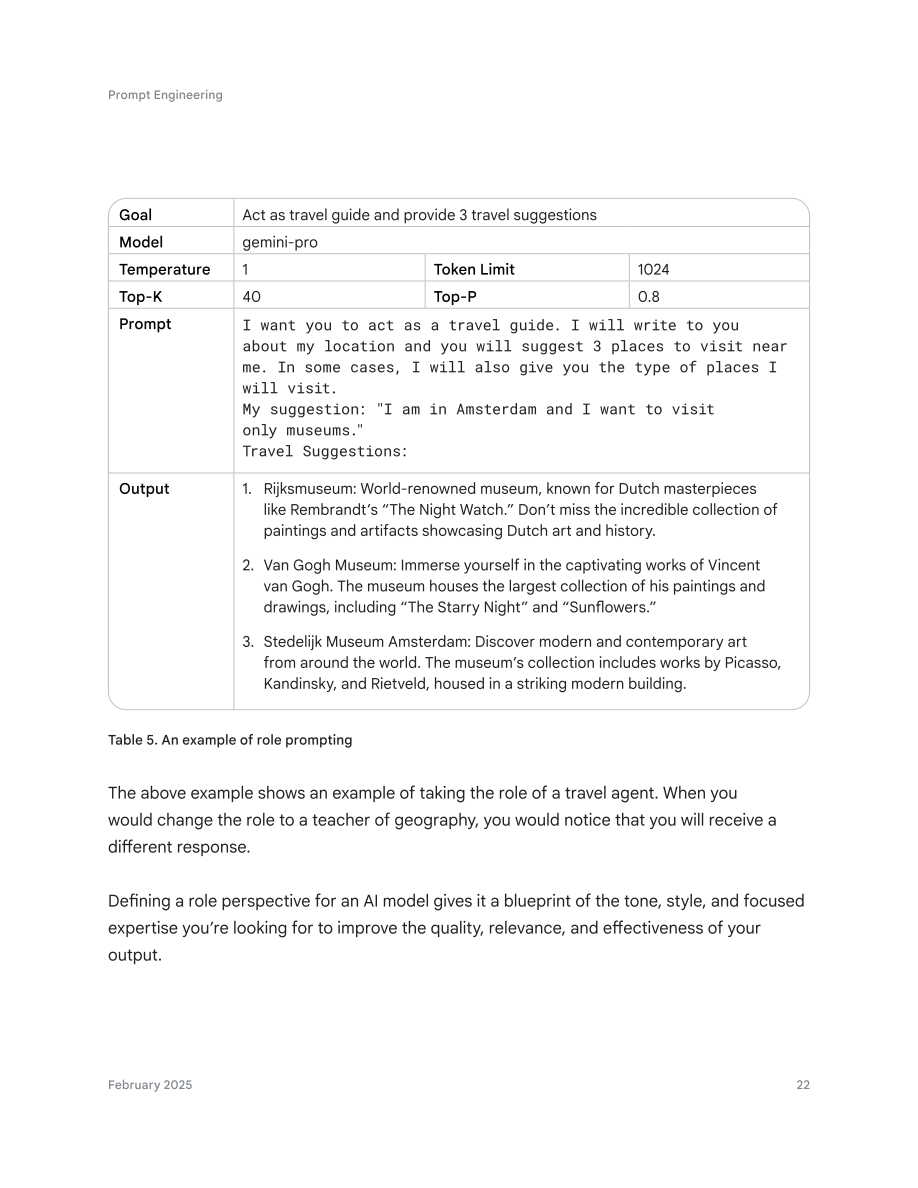 Prompt Engineering
Goal
Act as travel guide and provide 3 travel suggestions
Model
gemini-pro
Temperature
1
Token Limit
1024
Top-K
40
Top-P
0.8
Prompt
I want you to act as a travel guide. I will write to you
about my location and you will suggest 3 places to visit near
me. In some cases, I will also give you the type of places I
will visit.
My suggestion: "I am in Amsterdam and I want to visit
only museums."
Travel Suggestions:
Output
1. Rijksmuseum: World-renowned museum, known for Dutch masterpieces
like Rembrandt’s “The Night Watch.” Don’t miss the incredible collection of
paintings and artifacts showcasing Dutch art and history.
2. Van Gogh Museum: Immerse yourself in the captivating works of Vincent
van Gogh. The museum houses the largest collection of his paintings and
drawings, including “The Starry Night” and “Sunflowers.”
3. Stedelijk Museum Amsterdam: Discover modern and contemporary art
from around the world. The museum’s collection includes works by Picasso,
Kandinsky, and Rietveld, housed in a striking modern building.
Table 5. An example of role prompting
The above example shows an example of taking the role of a travel agent. When you
would change the role to a teacher of geography, you would notice that you will receive a
different response.
Defining a role perspective for an AI model gives it a blueprint of the tone, style, and focused
expertise you’re looking for to improve the quality, relevance, and effectiveness of your
output.
February 2025
22